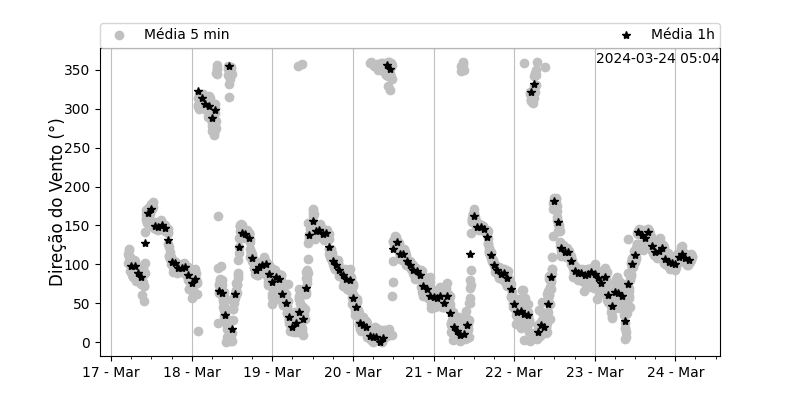 Média 5 min
Média 1h
2024-03-24 05:04
Direção do Vento (°)
350
300
250
200
150
100
50
0
17 - Mar
18 - Mar
19 - Mar
20 - Mar
21 - Mar
22 - Mar
23 - Mar
24 - Mar